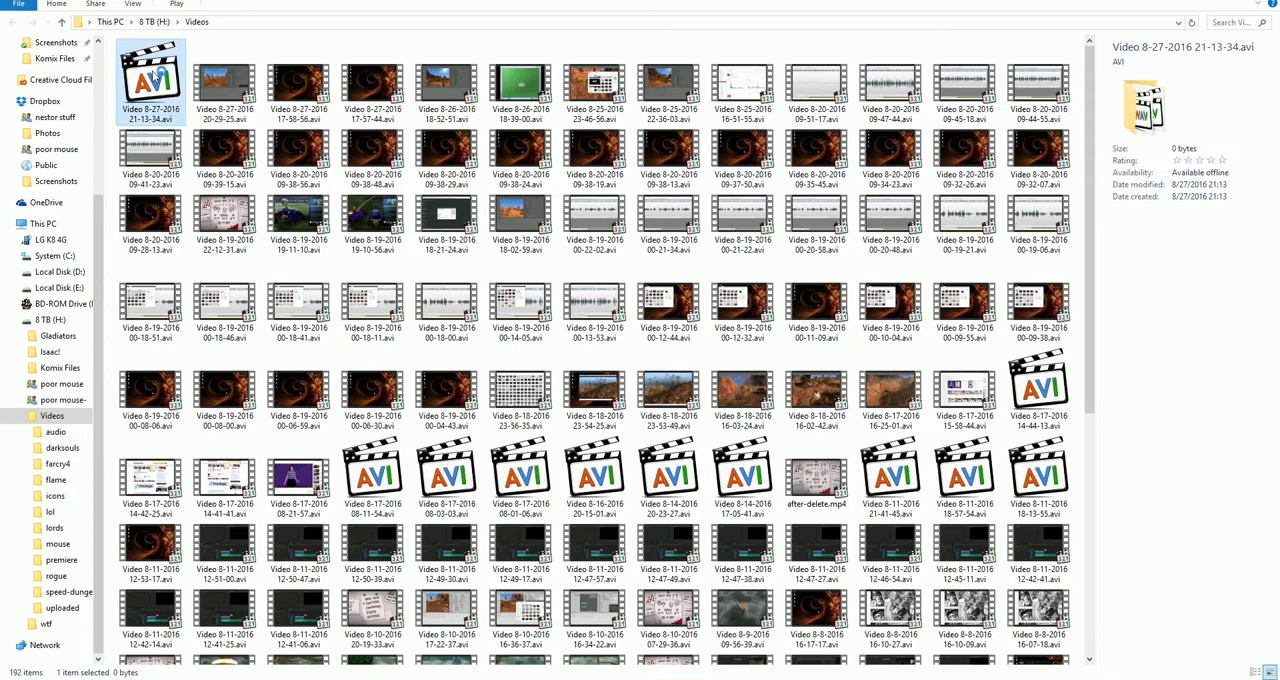 File Home Share View Play
This PC › 8 TB (H:) › Videos Search Vi...
Screenshots
Komix Files
Creative Cloud Fil
Dropbox
nestor stuff
Photos
poor mouse
Public
Screenshots
OneDrive
This PC
LG K8 4G
System (C:)
Local Disk (D:)
Local Disk (E:)
BD-ROM Drive (
8 TB (H:)
Gladiators
Isaac!
Komix Files
poor mouse
poor mouse-
Videos
audio
darksouls
farcry4
flame
icons
lol
lords
mouse
premiere
rogue
speed-dunge
uploaded
wtf
Network
AVI
Video 8-27-2016 Video 8-27-2016 Video 8-27-2016 Video 8-27-2016 Video 8-26-2016 Video 8-26-2016 Video 8-25-2016 Video 8-25-2016 Video 8-25-2016 Video 8-20-2016 Video 8-20-2016 Video 8-20-2016 Video 8-20-2016
21-13-34.avi 20-29-25.avi 17-58-56.avi 17-57-44.avi 18-52-51.avi 18-39-00.avi 23-46-56.avi 22-36-03.avi 16-51-55.avi 09-51-17.avi 09-47-44.avi 09-45-18.avi 09-44-55.avi
Video 8-20-2016 Video 8-20-2016 Video 8-20-2016 Video 8-20-2016 Video 8-20-2016 Video 8-20-2016 Video 8-20-2016 Video 8-20-2016 Video 8-20-2016 Video 8-20-2016 Video 8-20-2016 Video 8-20-2016 Video 8-20-2016
09-41-23.avi 09-39-15.avi 09-38-56.avi 09-38-48.avi 09-38-29.avi 09-38-24.avi 09-38-19.avi 09-38-13.avi 09-37-50.avi 09-35-45.avi 09-34-23.avi 09-32-26.avi 09-32-07.avi
Video 8-20-2016 Video 8-19-2016 Video 8-19-2016 Video 8-19-2016 Video 8-19-2016 Video 8-19-2016 Video 8-19-2016 Video 8-19-2016 Video 8-19-2016 Video 8-19-2016 Video 8-19-2016 Video 8-19-2016 Video 8-19-2016
09-28-13.avi 22-12-31.avi 19-11-10.avi 19-10-56.avi 18-21-24.avi 18-02-59.avi 00-22-02.avi 00-21-34.avi 00-21-22.avi 00-20-58.avi 00-20-48.avi 00-19-21.avi 00-19-06.avi
Video 8-19-2016 Video 8-19-2016 Video 8-19-2016 Video 8-19-2016 Video 8-19-2016 Video 8-19-2016 Video 8-19-2016 Video 8-19-2016 Video 8-19-2016 Video 8-19-2016 Video 8-19-2016 Video 8-19-2016 Video 8-19-2016
00-18-51.avi 00-18-46.avi 00-18-41.avi 00-18-11.avi 00-18-00.avi 00-14-05.avi 00-13-53.avi 00-12-44.avi 00-12-32.avi 00-11-09.avi 00-10-04.avi 00-09-55.avi 00-09-38.avi
AVI
Video 8-19-2016 Video 8-19-2016 Video 8-19-2016 Video 8-19-2016 Video 8-19-2016 Video 8-18-2016 Video 8-18-2016 Video 8-18-2016 Video 8-18-2016 Video 8-18-2016 Video 8-17-2016 Video 8-17-2016 Video 8-17-2016
00-08-06.avi 00-08-00.avi 00-06-59.avi 00-06-30.avi 00-04-43.avi 23-56-35.avi 23-54-25.avi 23-53-49.avi 16-03-24.avi 16-02-42.avi 16-25-01.avi 15-58-44.avi 14-44-13.avi
AVI AVI AVI AVI AVI AVI AVI AVI AVI
Video 8-17-2016 Video 8-17-2016 Video 8-17-2016 Video 8-17-2016 Video 8-17-2016 Video 8-17-2016 Video 8-16-2016 Video 8-14-2016 Video 8-14-2016 after-delete.mp4 Video 8-11-2016 Video 8-11-2016 Video 8-11-2016
14-42-25.avi 14-41-41.avi 08-21-57.avi 08-11-54.avi 08-03-03.avi 08-01-06.avi 20-15-01.avi 20-23-27.avi 17-05-41.avi 21-41-45.avi 18-57-54.avi 18-13-55.avi
Video 8-11-2016 Video 8-11-2016 Video 8-11-2016 Video 8-11-2016 Video 8-11-2016 Video 8-11-2016 Video 8-11-2016 Video 8-11-2016 Video 8-11-2016 Video 8-11-2016 Video 8-11-2016 Video 8-11-2016 Video 8-11-2016
12-53-17.avi 12-51-00.avi 12-50-47.avi 12-50-39.avi 12-49-30.avi 12-49-17.avi 12-47-57.avi 12-47-49.avi 12-47-38.avi 12-47-27.avi 12-46-54.avi 12-45-11.avi 12-42-41.avi
Video 8-11-2016 Video 8-11-2016 Video 8-11-2016 Video 8-10-2016 Video 8-10-2016 Video 8-10-2016 Video 8-10-2016 Video 8-10-2016 Video 8-9-2016 Video 8-8-2016 Video 8-8-2016 Video 8-8-2016 Video 8-8-2016
12-42-14.avi 12-41-25.avi 12-41-06.avi 20-19-33.avi 17-22-37.avi 16-36-37.avi 16-34-22.avi 07-29-36.avi 09-56-39.avi 16-17-17.avi 16-10-29.avi 16-10-09.avi 16-07-18.avi
Video 8-27-2016 21-13-34.avi
AVI
Size: 0 bytes
Rating:
Availability: Available offline
Date modified: 8/27/2016 21:13
Date created: 8/27/2016 21:13
192 items 1 item selected 0 bytes